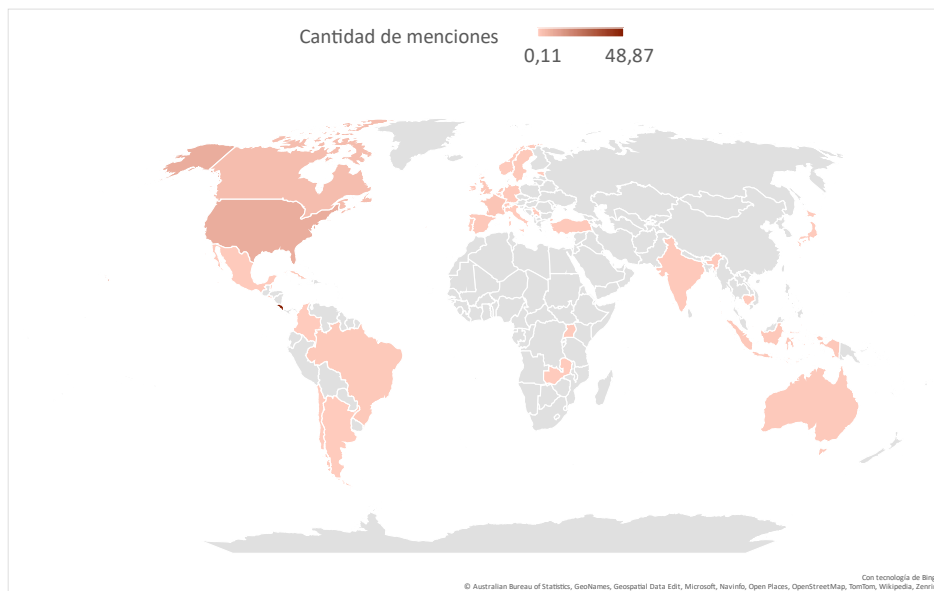 Cantidad de menciones
0,11 48,87
Con tecnología de Bing
© Australian Bureau of Statistics, GeoNames, Geospatial Data Edit, Microsoft, Navinfo, Open Places, OpenStreetMap, TomTom, Wikipedia, Zenrin